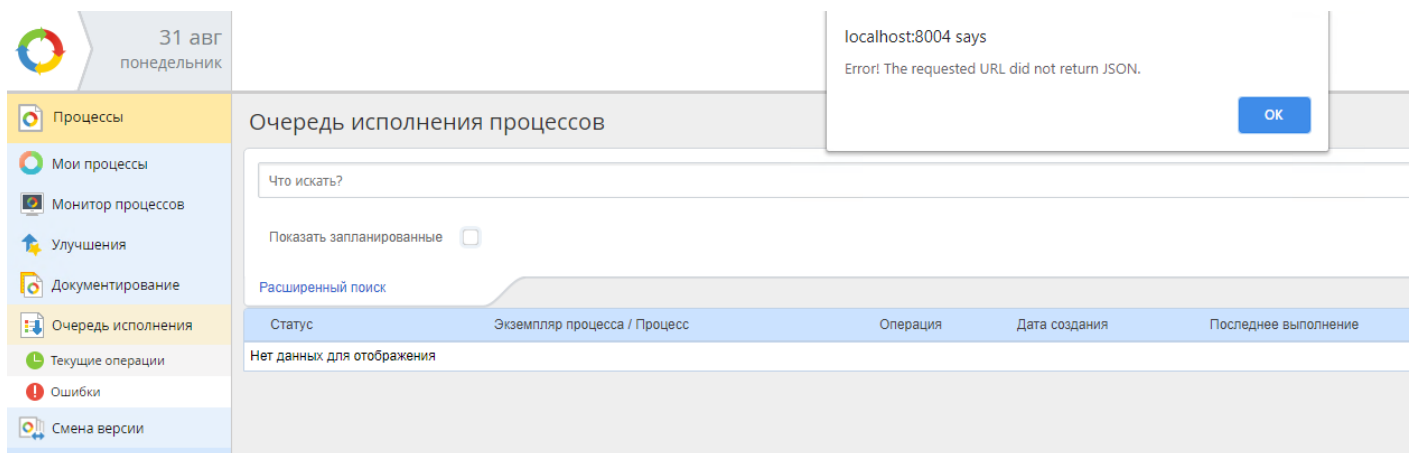 31 авг
понедельник
localhost:8004 says
Error! The requested URL did not return JSON.
OK
Процессы
Мои процессы
Монитор процессов
Улучшения
Документирование
Очередь исполнения
Текущие операции
Ошибки
Смена версии
Очередь исполнения процессов
Что искать?
Показать запланированные
Расширенный поиск
Статус Экземпляр процесса / Процесс Операция Дата создания Последнее выполнение
Нет данных для отображения